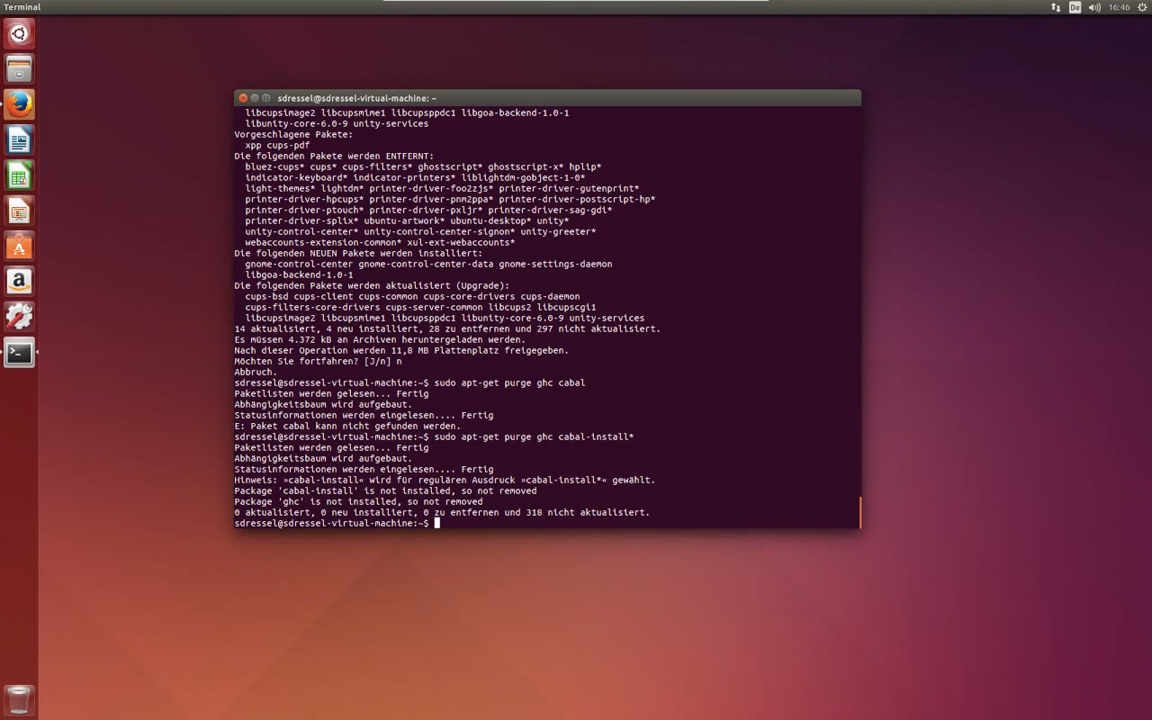 Terminal
De
16:46
sdressel@sdressel-virtual-machine: ~
libcupsimage2 libcupsmime1 libcupsppdc1 libgoa-backend-1.0-1
libunity-core-6.0-9 unity-services
Vorgeschlagene Pakete:
xpp cups-pdf
Die folgenden Pakete werden ENTFERNT:
bluez-cups* cups* cups-filters* ghostscript* ghostscript-x* hplip*
indicator-keyboard* indicator-printers* liblightdm-gobject-1-0*
light-themes* lightdm* printer-driver-foo2zjs* printer-driver-gutenprint*
printer-driver-hpcups* printer-driver-pnm2ppa* printer-driver-postscript-hp*
printer-driver-ptouch* printer-driver-pxljr* printer-driver-sag-gdi*
printer-driver-splix* ubuntu-artwork* ubuntu-desktop* unity*
unity-control-center* unity-control-center-signon* unity-greeter*
webaccounts-extension-common* xul-ext-webaccounts*
Die folgenden NEUEN Pakete werden installiert:
gnome-control-center gnome-control-center-data gnome-settings-daemon
libgoa-backend-1.0-1
Die folgenden Pakete werden aktualisiert (Upgrade):
cups-bsd cups-client cups-common cups-core-drivers cups-daemon
cups-filters-core-drivers cups-server-common libcups2 libcupscgi1
libcupsimage2 libcupsmime1 libcupsppdc1 libunity-core-6.0-9 unity-services
14 aktualisiert, 4 neu installiert, 28 zu entfernen und 297 nicht aktualisiert.
Es müssen 4.372 kB an Archiven heruntergeladen werden.
Nach dieser Operation werden 11,8 MB Plattenplatz freigegeben.
Möchten Sie fortfahren? [J/n] n
Abbruch.
sdressel@sdressel-virtual-machine:~$ sudo apt-get purge ghc cabal
Paketlisten werden gelesen... Fertig
Abhängigkeitsbaum wird aufgebaut.
Statusinformationen werden eingelesen.... Fertig
E: Paket cabal kann nicht gefunden werden.
sdressel@sdressel-virtual-machine:~$ sudo apt-get purge ghc cabal-install*
Paketlisten werden gelesen... Fertig
Abhängigkeitsbaum wird aufgebaut.
Statusinformationen werden eingelesen.... Fertig
Hinweis: »cabal-install« wird für regulären Ausdruck »cabal-install*« gewählt.
Package 'cabal-install' is not installed, so not removed
Package 'ghc' is not installed, so not removed
0 aktualisiert, 0 neu installiert, 0 zu entfernen und 318 nicht aktualisiert.
sdressel@sdressel-virtual-machine:~$